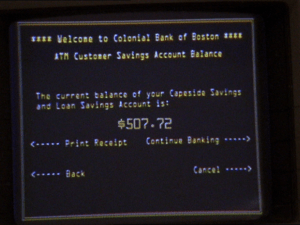 **** Welcome to Colonial Bank of Boston ****
ATM Customer Savings Account Balance
The current balance of your Capeside Savings
and Loan Savings Account is:
$507.72
<----- Print Receipt Continue Banking ----->
<----- Back Cancel ----->